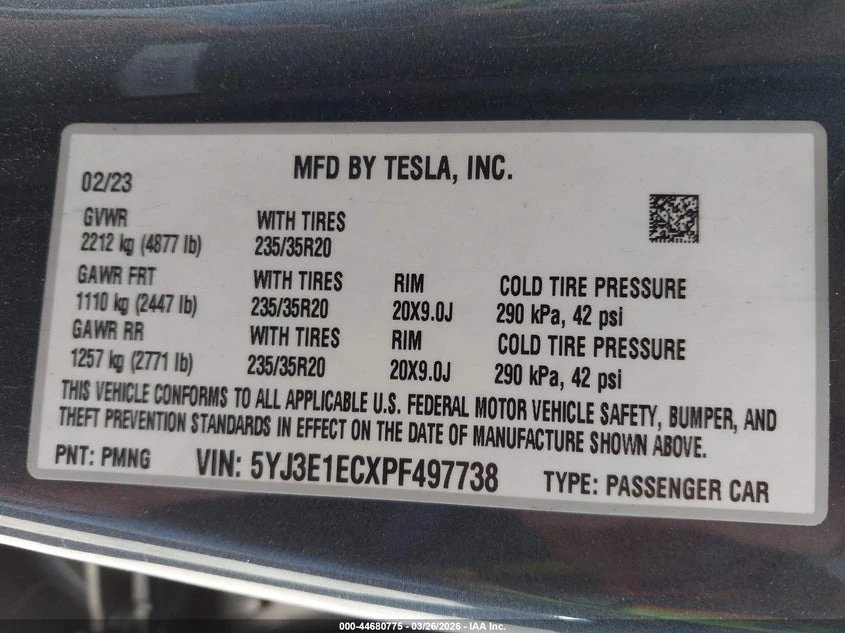 MFD BY TESLA, INC.
02/23
GVWR WITH TIRES
2212 kg (4877 lb) 235/35R20
GAWR FRT WITH TIRES RIM COLD TIRE PRESSURE
1110 kg (2447 lb) 235/35R20 20X9.0J 290 kPa, 42 psi
GAWR RR WITH TIRES RIM COLD TIRE PRESSURE
1257 kg (2771 lb) 235/35R20 20X9.0J 290 kPa, 42 psi
THIS VEHICLE CONFORMS TO ALL APPLICABLE U.S. FEDERAL MOTOR VEHICLE SAFETY, BUMPER, AND
THEFT PREVENTION STANDARDS IN EFFECT ON THE DATE OF MANUFACTURE SHOWN ABOVE.
PNT: PMNG VIN: 5YJ3E1ECXPF497738 TYPE: PASSENGER CAR
000-44680775 — 03/26/2026 — IAA Inc.